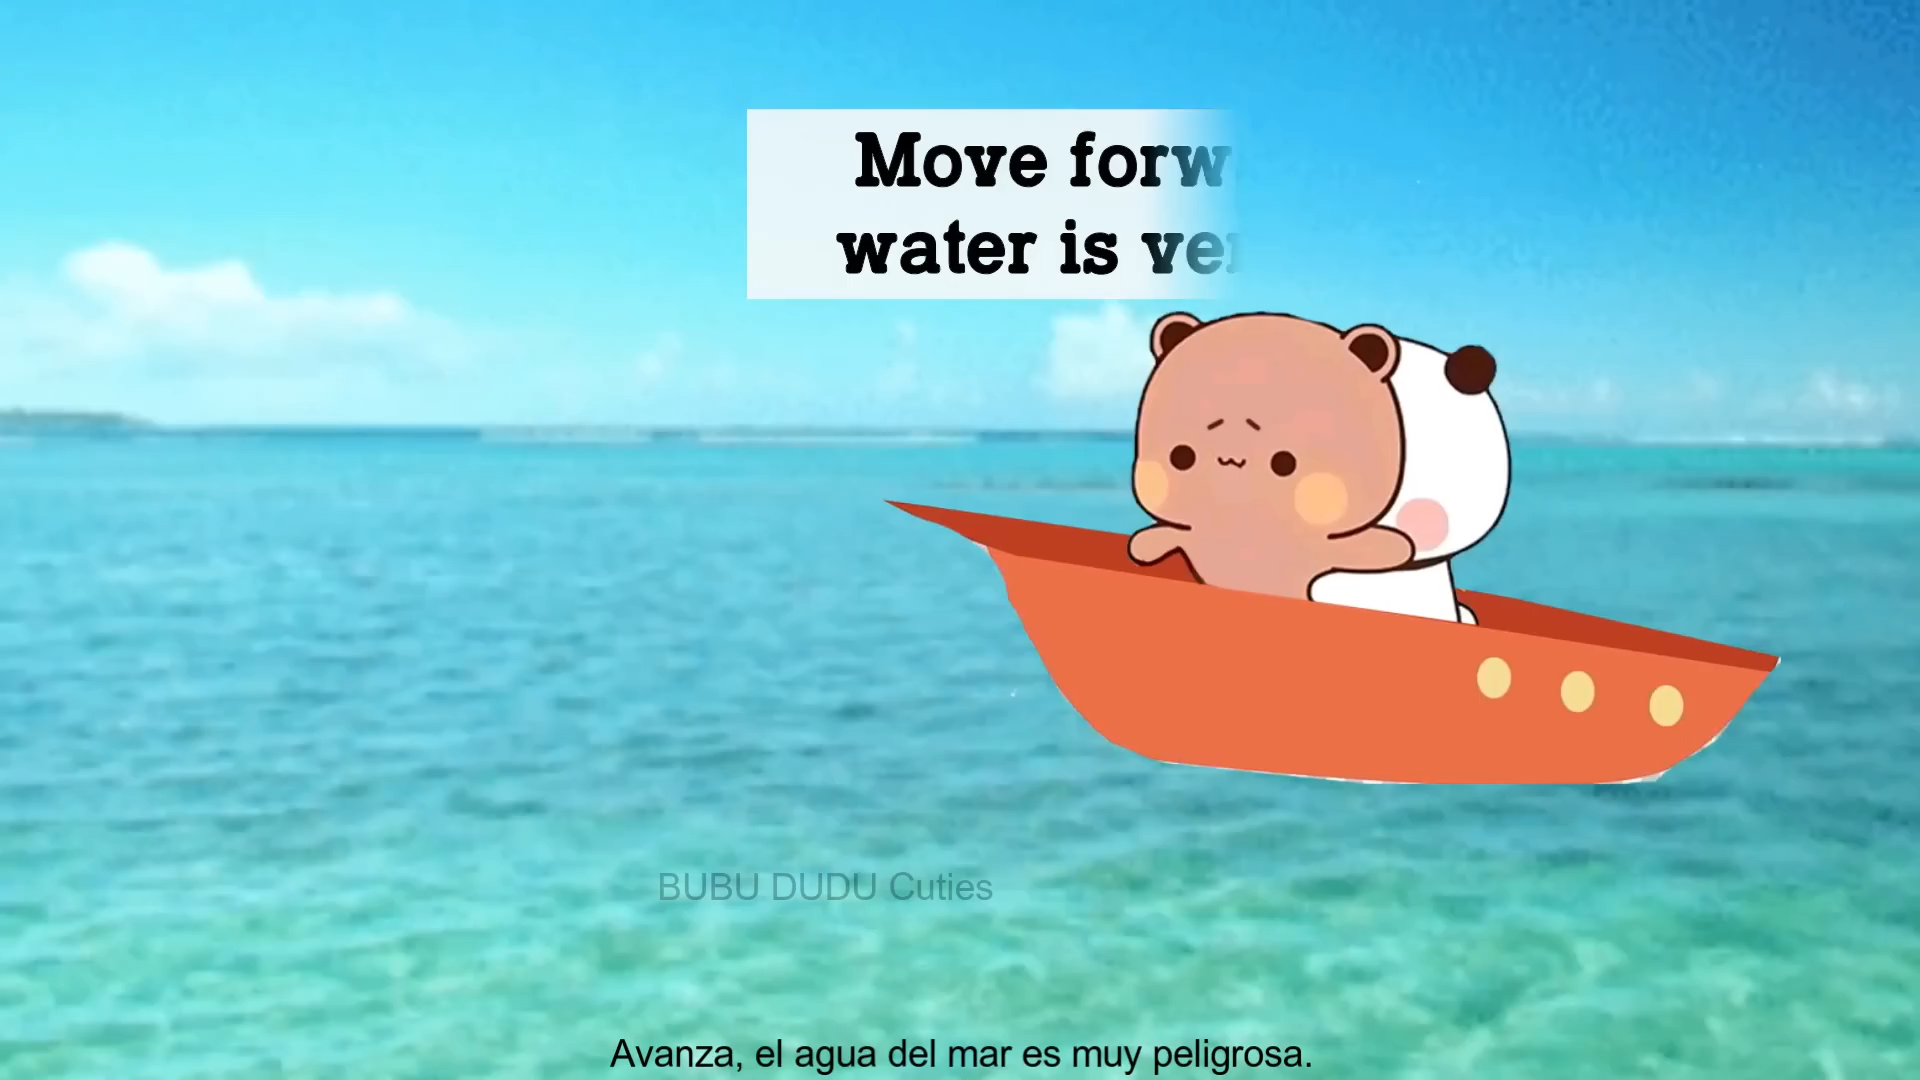 Move forw
water is ve
BUBU DUDU Cuties
Avanza, el agua del mar es muy peligrosa.